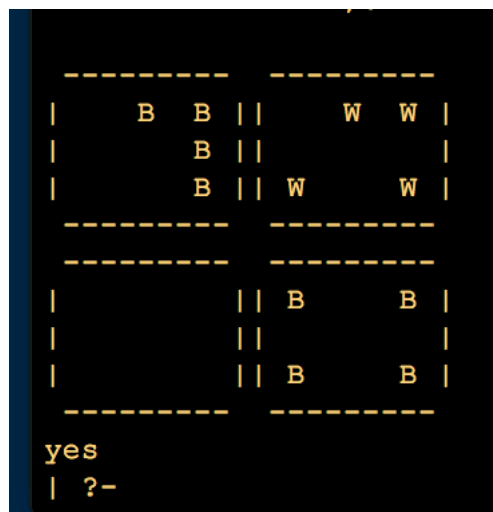 ---------  ---------
|    B  B ||    W  W |
|       B ||         |
|       B || W     W |
 ---------  ---------
 ---------  ---------
|         || B     B |
|         ||         |
|         || B     B |
 ---------  ---------
yes
| ?-